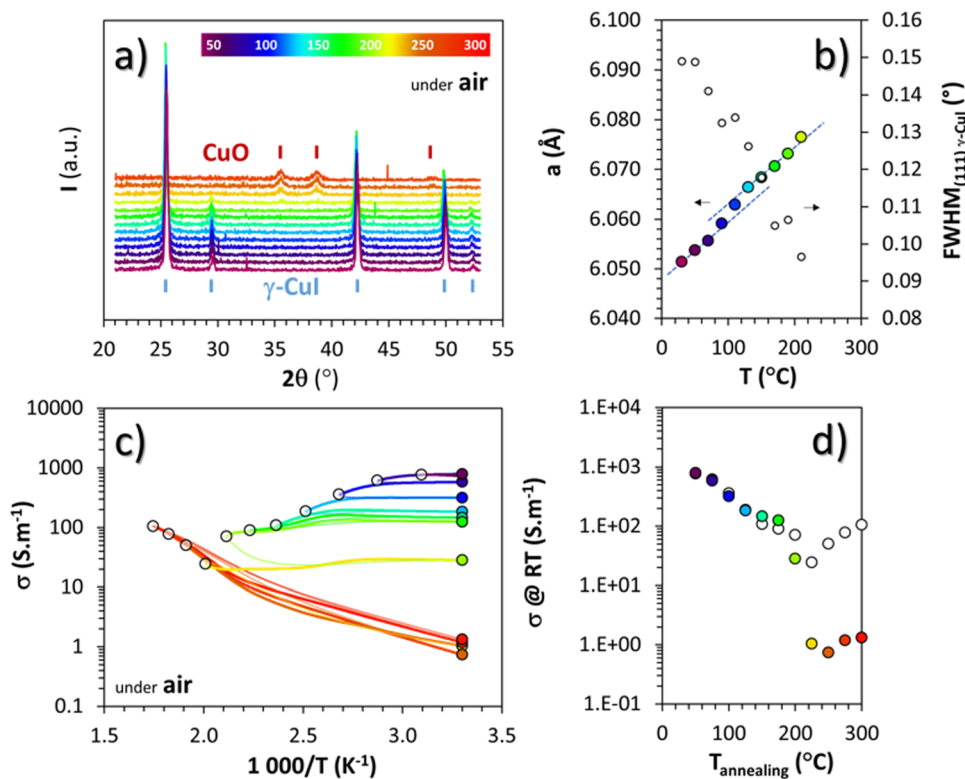 a)
50 100 150 200 250 300
under air
CuO
γ-CuI
I (a.u.)
20 25 30 35 40 45 50 55
2θ (°)
b)
6.100
6.090
6.080
6.070
6.060
6.050
6.040
a (Å)
0.16
0.15
0.14
0.13
0.12
0.11
0.10
0.09
0.08
FWHM(111) γ-CuI (°)
0 100 200 300
T (°C)
c)
10000
1000
100
10
1
0.1
σ (S.m-1)
under air
1.5 2.0 2.5 3.0 3.5
1 000/T (K-1)
d)
1.E+04
1.E+03
1.E+02
1.E+01
1.E+00
1.E-01
σ @ RT (S.m-1)
0 100 200 300
Tannealing (°C)